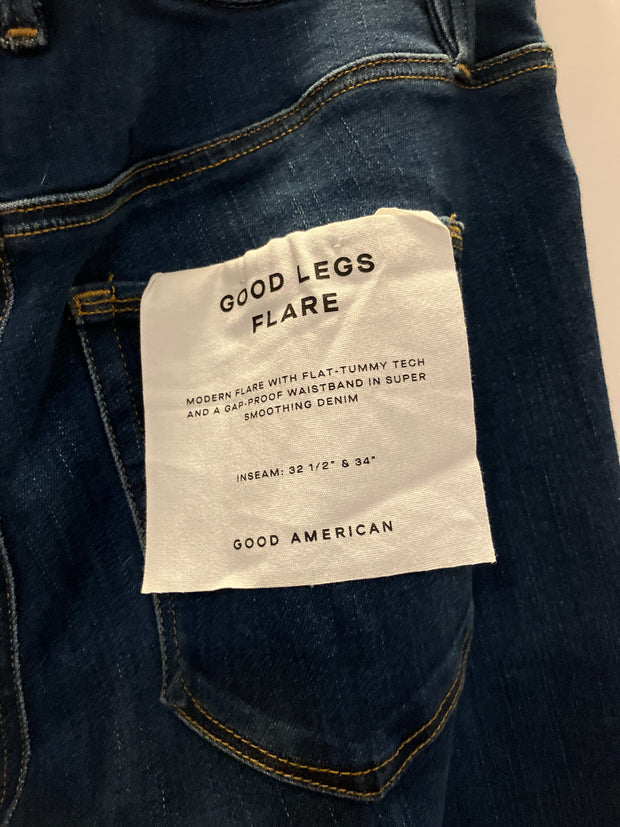 GOOD LEGS
FLARE
MODERN FLARE WITH FLAT-TUMMY TECH
AND A GAP-PROOF WAISTBAND IN SUPER
SMOOTHING DENIM
INSEAM: 32 1/2" & 34"
GOOD AMERICAN